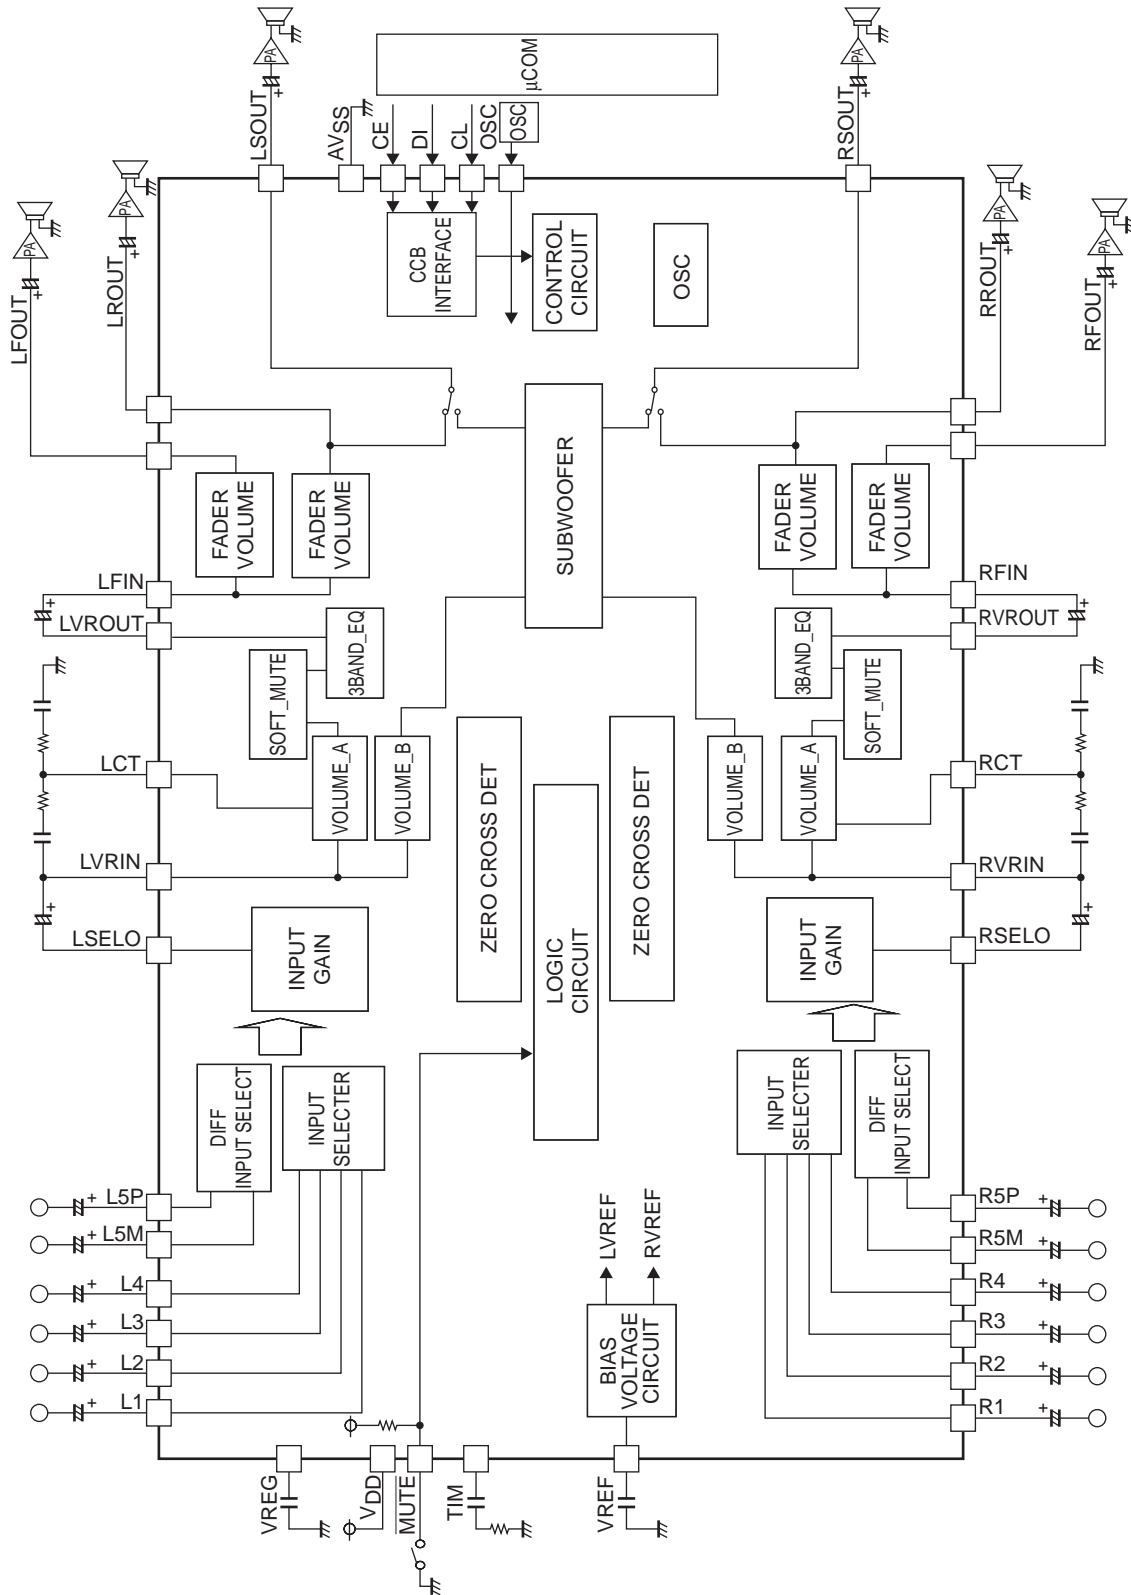 PA
PA
PA
PA
PA
PA
LFOUT
LROUT
LSOUT
AVSS
CE
DI
CL
OSC
OSC
µCOM
RSOUT
RROUT
RFOUT
CCB
INTERFACE
CONTROL
CIRCUIT
OSC
FADER
VOLUME
FADER
VOLUME
SUBWOOFER
FADER
VOLUME
FADER
VOLUME
LFIN
LVROUT
RFIN
RVROUT
SOFT_MUTE
3BAND_EQ
3BAND_EQ
SOFT_MUTE
LCT
VOLUME_A
VOLUME_B
VOLUME_B
VOLUME_A
RCT
LVRIN
RVRIN
LSELO
RSELO
INPUT
GAIN
ZERO CROSS DET
LOGIC
CIRCUIT
ZERO CROSS DET
INPUT
GAIN
DIFF
INPUT SELECT
INPUT
SELECTER
INPUT
SELECTER
DIFF
INPUT SELECT
+ L5P
+ L5M
+ L4
+ L3
+ L2
+ L1
LVREF
RVREF
BIAS
VOLTAGE
CIRCUIT
R5P +
R5M +
R4 +
R3 +
R2 +
R1 +
VREG
VDD
MUTE
TIM
VREF
+
+
+
+
+
+
+
+
+
+